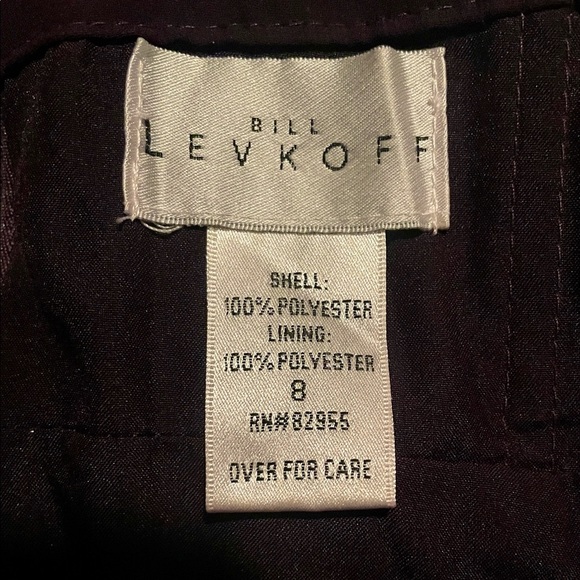 BILL
LEVKOFF
SHELL:
100% POLYESTER
LINING:
100% POLYESTER
8
RN#82955
OVER FOR CARE